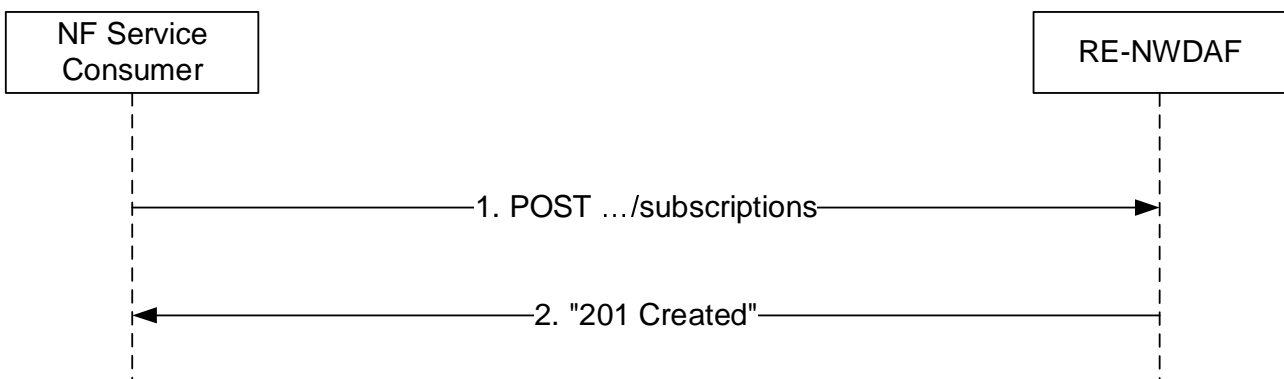 NF Service
Consumer
RE-NWDAF
1. POST …/subscriptions
2. "201 Created"